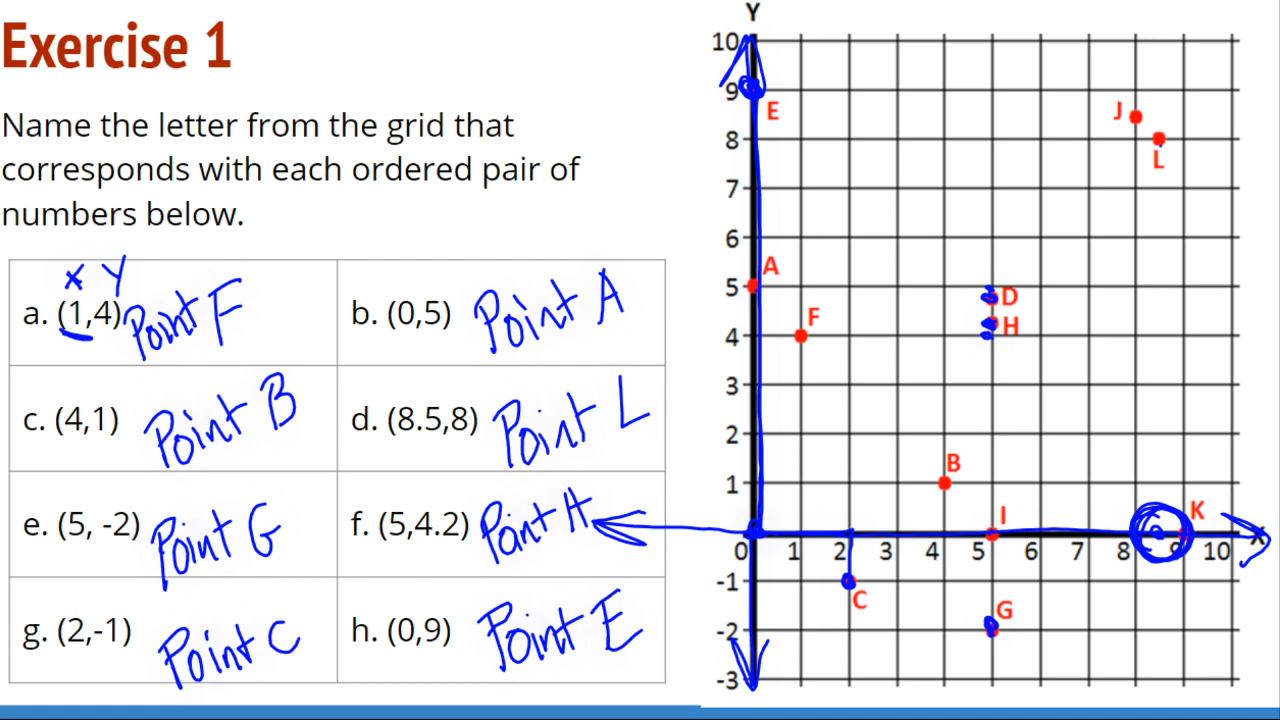 Exercise 1
Name the letter from the grid that
corresponds with each ordered pair of
numbers below.
X Y
a. (1,4) Point F
b. (0,5) Point A
c. (4,1) Point B
d. (8.5,8) Point L
e. (5, -2) Point G
f. (5,4.2) Point H
g. (2,-1) Point C
h. (0,9) Point E
Y
10
9
E
J
8
L
7
6
A
5
D
F
H
4
3
2
B
1
I
K
X
0 1 2 3 4 5 6 7 8 9 10
-1
C
G
-2
-3